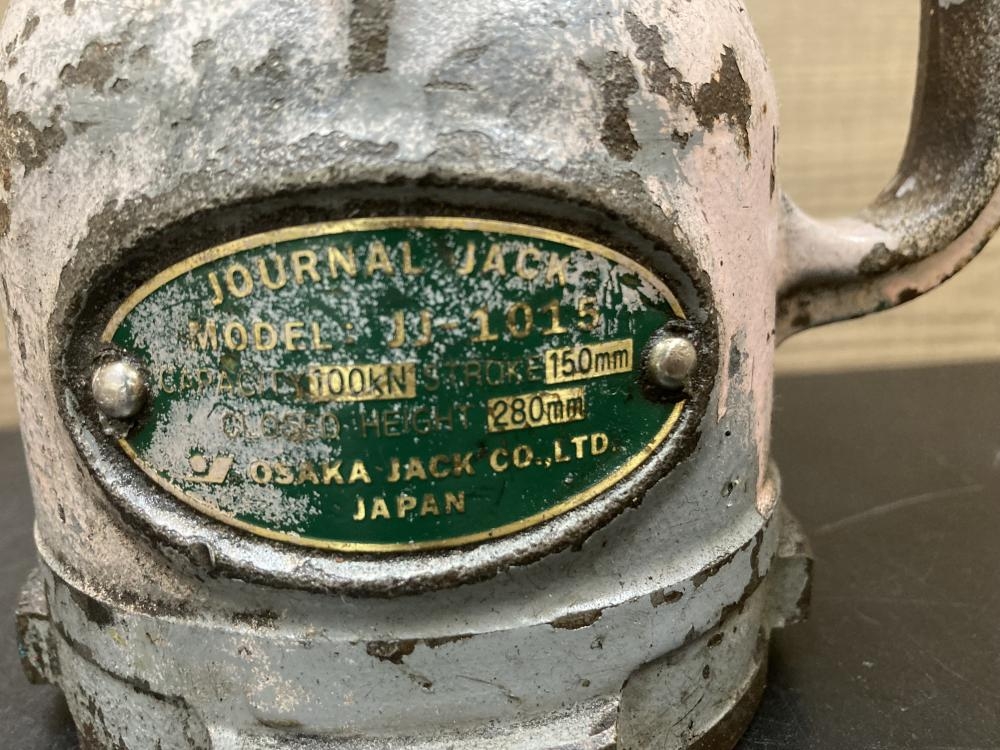 JOURNAL JACK
MODEL: JJ-1015
CAPACITY 100kN STROKE 150mm
CLOSED HEIGHT 280mm
OSAKA JACK CO.,LTD.
JAPAN